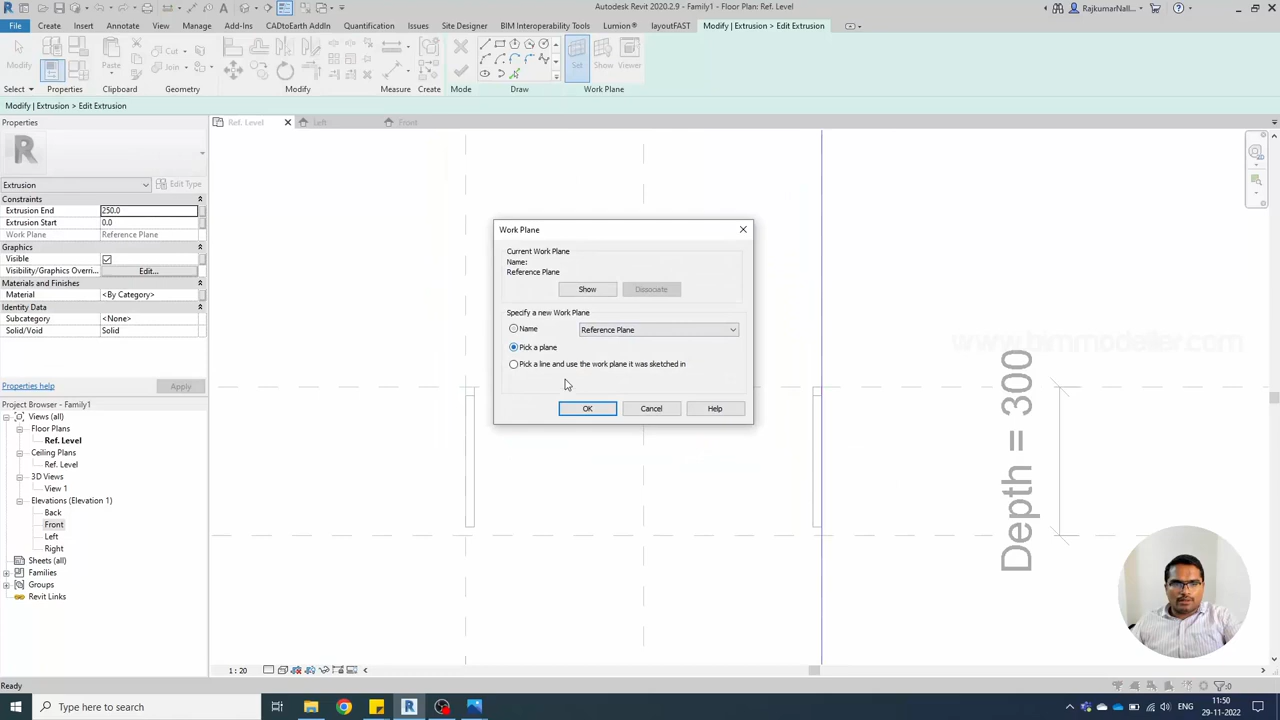 Autodesk Revit 2020.2.9 - Family1 - Floor Plan: Ref. Level
RajkumarNall...
File Create Insert Annotate View Manage Add-Ins CADtoEarth AddIn Quantification Issues Site Designer BIM Interoperability Tools Lumion® layoutFAST Modify | Extrusion > Edit Extrusion
Modify Paste Cut Join Set Show Viewer
Select Properties Clipboard Geometry Modify Measure Create Mode Draw Work Plane
Modify | Extrusion > Edit Extrusion
Properties
Ref. Level Left Front
Extrusion Edit Type
Constraints
Extrusion End 250.0
Extrusion Start 0.0
Work Plane Reference Plane
Graphics
Visible
Visibility/Graphics Overri... Edit...
Materials and Finishes
Material <By Category>
Identity Data
Subcategory <None>
Solid/Void Solid
Properties help Apply
Project Browser - Family1
Views (all)
Floor Plans
Ref. Level
Ceiling Plans
Ref. Level
3D Views
View 1
Elevations (Elevation 1)
Back
Front
Left
Right
Sheets (all)
Families
Groups
Revit Links
Work Plane
Current Work Plane
Name:
Reference Plane
Show Dissociate
Specify a new Work Plane
Name Reference Plane
Pick a plane
Pick a line and use the work plane it was sketched in
OK Cancel Help
www.bimmodeller.com
Depth = 300
1 : 20
Ready
:0
Type here to search
ENG
11:50
29-11-2022